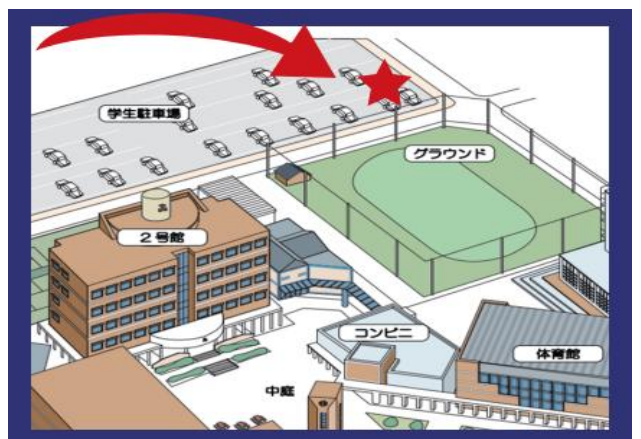 学生駐車場
グラウンド
2号館
コンビニ
体育館
中庭